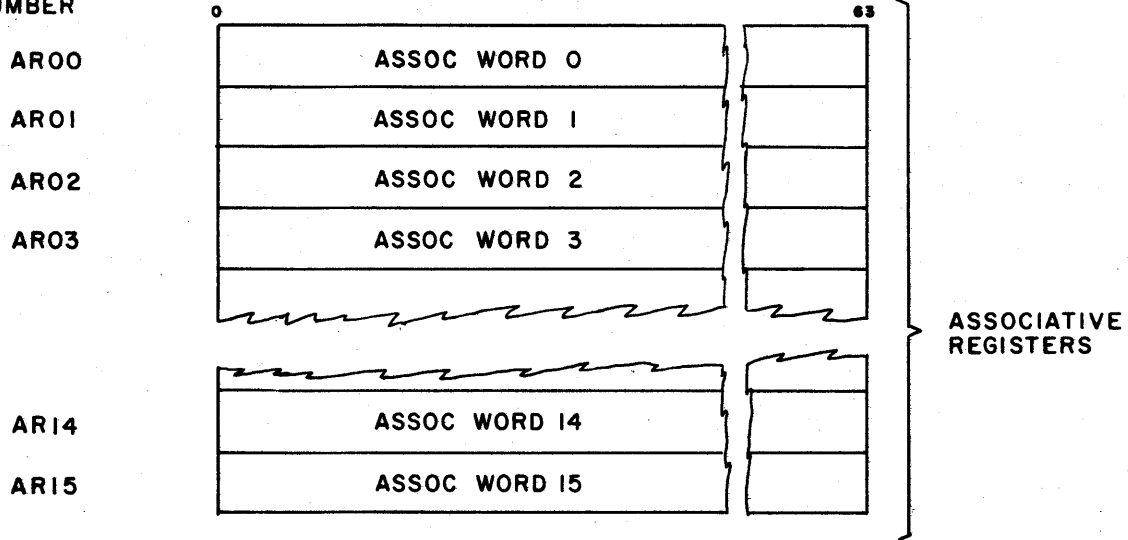 0 63
AR00 ASSOC WORD 0
AR01 ASSOC WORD 1
AR02 ASSOC WORD 2
AR03 ASSOC WORD 3
ASSOCIATIVE
REGISTERS
AR14 ASSOC WORD 14
AR15 ASSOC WORD 15